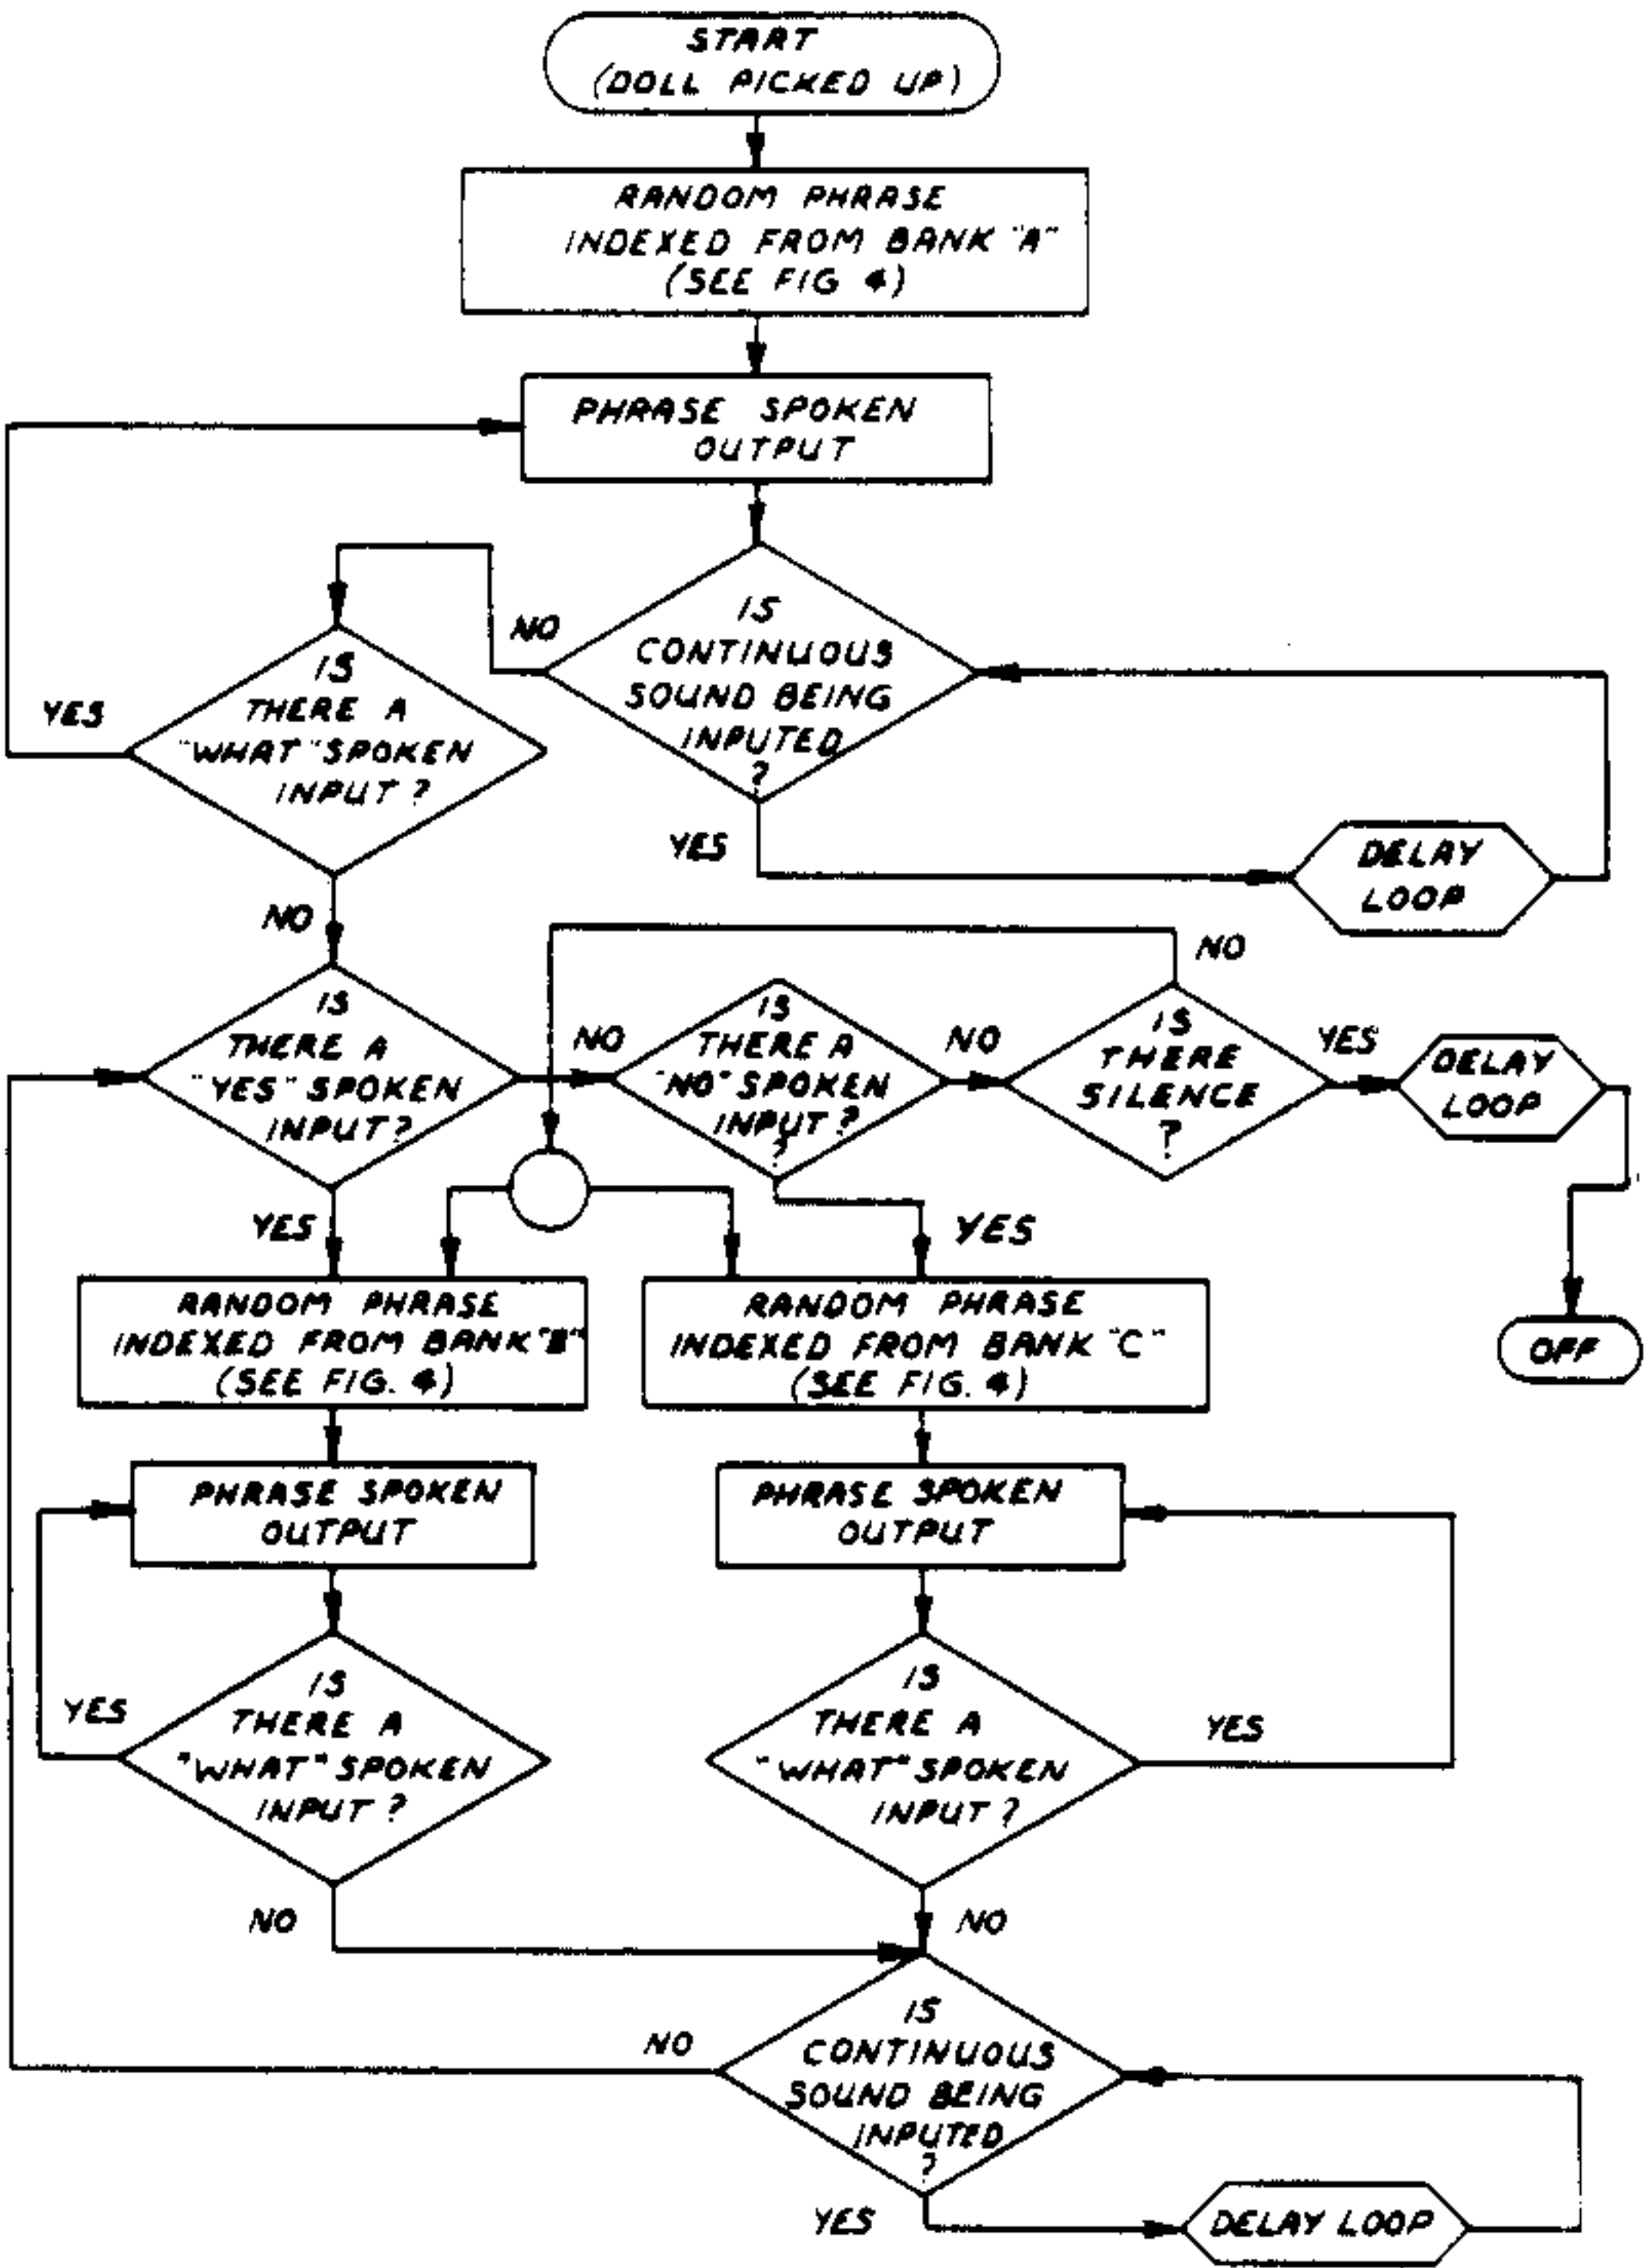 START
(DOLL PICKED UP)
RANDOM PHRASE
INDEXED FROM BANK "A"
(SEE FIG 4)
PHRASE SPOKEN
OUTPUT
IS
CONTINUOUS
SOUND BEING
INPUTED
?
NO
YES
DELAY
LOOP
IS
THERE A
"WHAT" SPOKEN
INPUT?
YES
NO
IS
THERE A
"YES" SPOKEN
INPUT?
NO
YES
IS
THERE A
"NO" SPOKEN
INPUT?
?
NO
YES
IS
THERE
SILENCE
?
NO
YES
DELAY
LOOP
OFF
RANDOM PHRASE
INDEXED FROM BANK "B"
(SEE FIG. 4)
RANDOM PHRASE
INDEXED FROM BANK "C"
(SEE FIG. 4)
PHRASE SPOKEN
OUTPUT
PHRASE SPOKEN
OUTPUT
IS
THERE A
"WHAT" SPOKEN
INPUT?
YES
NO
IS
THERE A
"WHAT" SPOKEN
INPUT?
YES
NO
IS
CONTINUOUS
SOUND BEING
INPUTED
?
NO
YES
DELAY LOOP